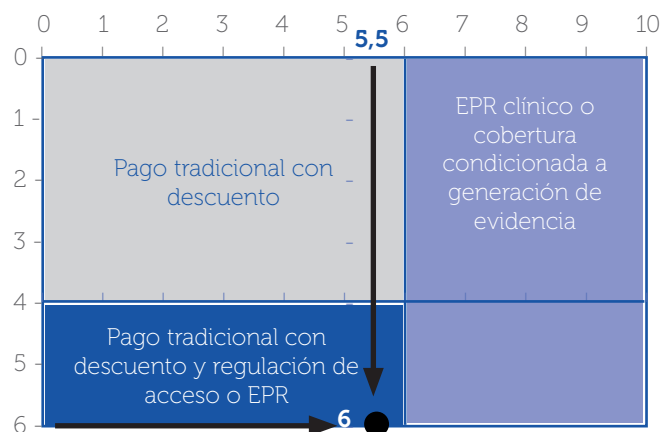 0 1 2 3 4 5 6 7 8 9 10
5,5
0
1
2
3
4
5
6
Pago tradicional con
descuento
EPR clínico o
cobertura
condicionada a
generación de
evidencia
Pago tradicional con
descuento y regulación de
acceso o EPR
6